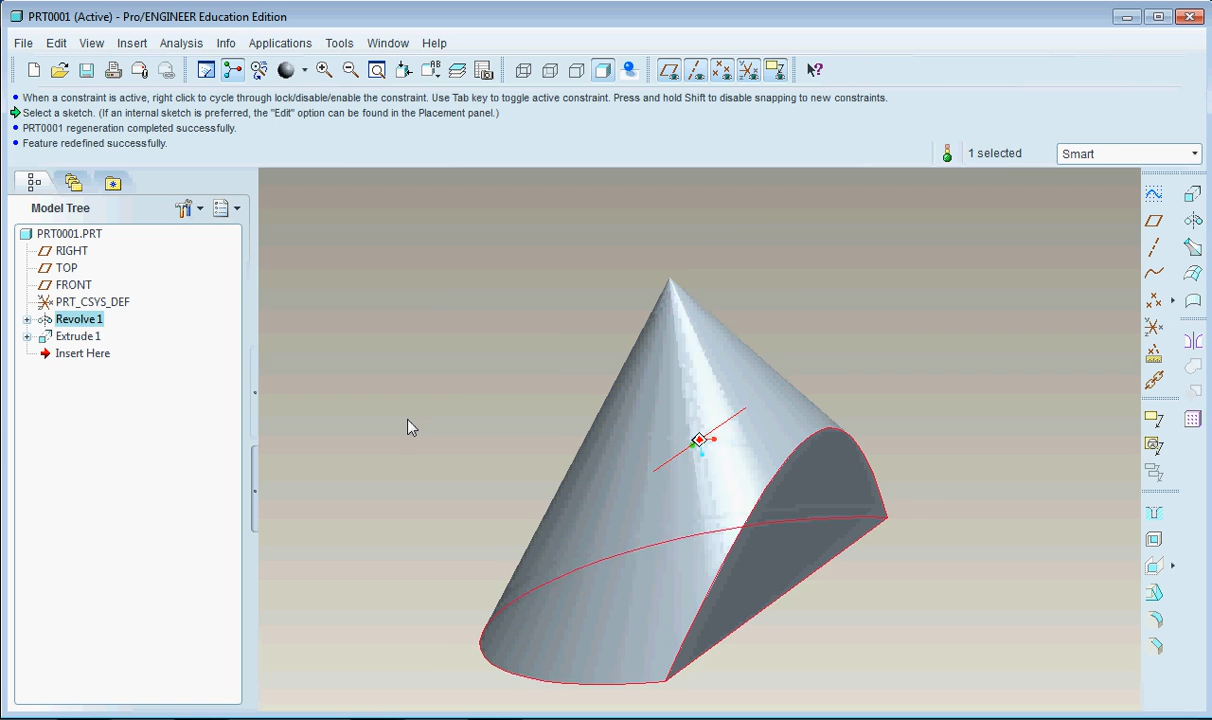 PRT0001 (Active) - Pro/ENGINEER Education Edition
File Edit View Insert Analysis Info Applications Tools Window Help
When a constraint is active, right click to cycle through lock/disable/enable the constraint. Use Tab key to toggle active constraint. Press and hold Shift to disable snapping to new constraints.
Select a sketch. (If an internal sketch is preferred, the "Edit" option can be found in the Placement panel.)
PRT0001 regeneration completed successfully.
Feature redefined successfully.
1 selected Smart
Model Tree
PRT0001.PRT
RIGHT
TOP
FRONT
PRT_CSYS_DEF
Revolve 1
Extrude 1
Insert Here